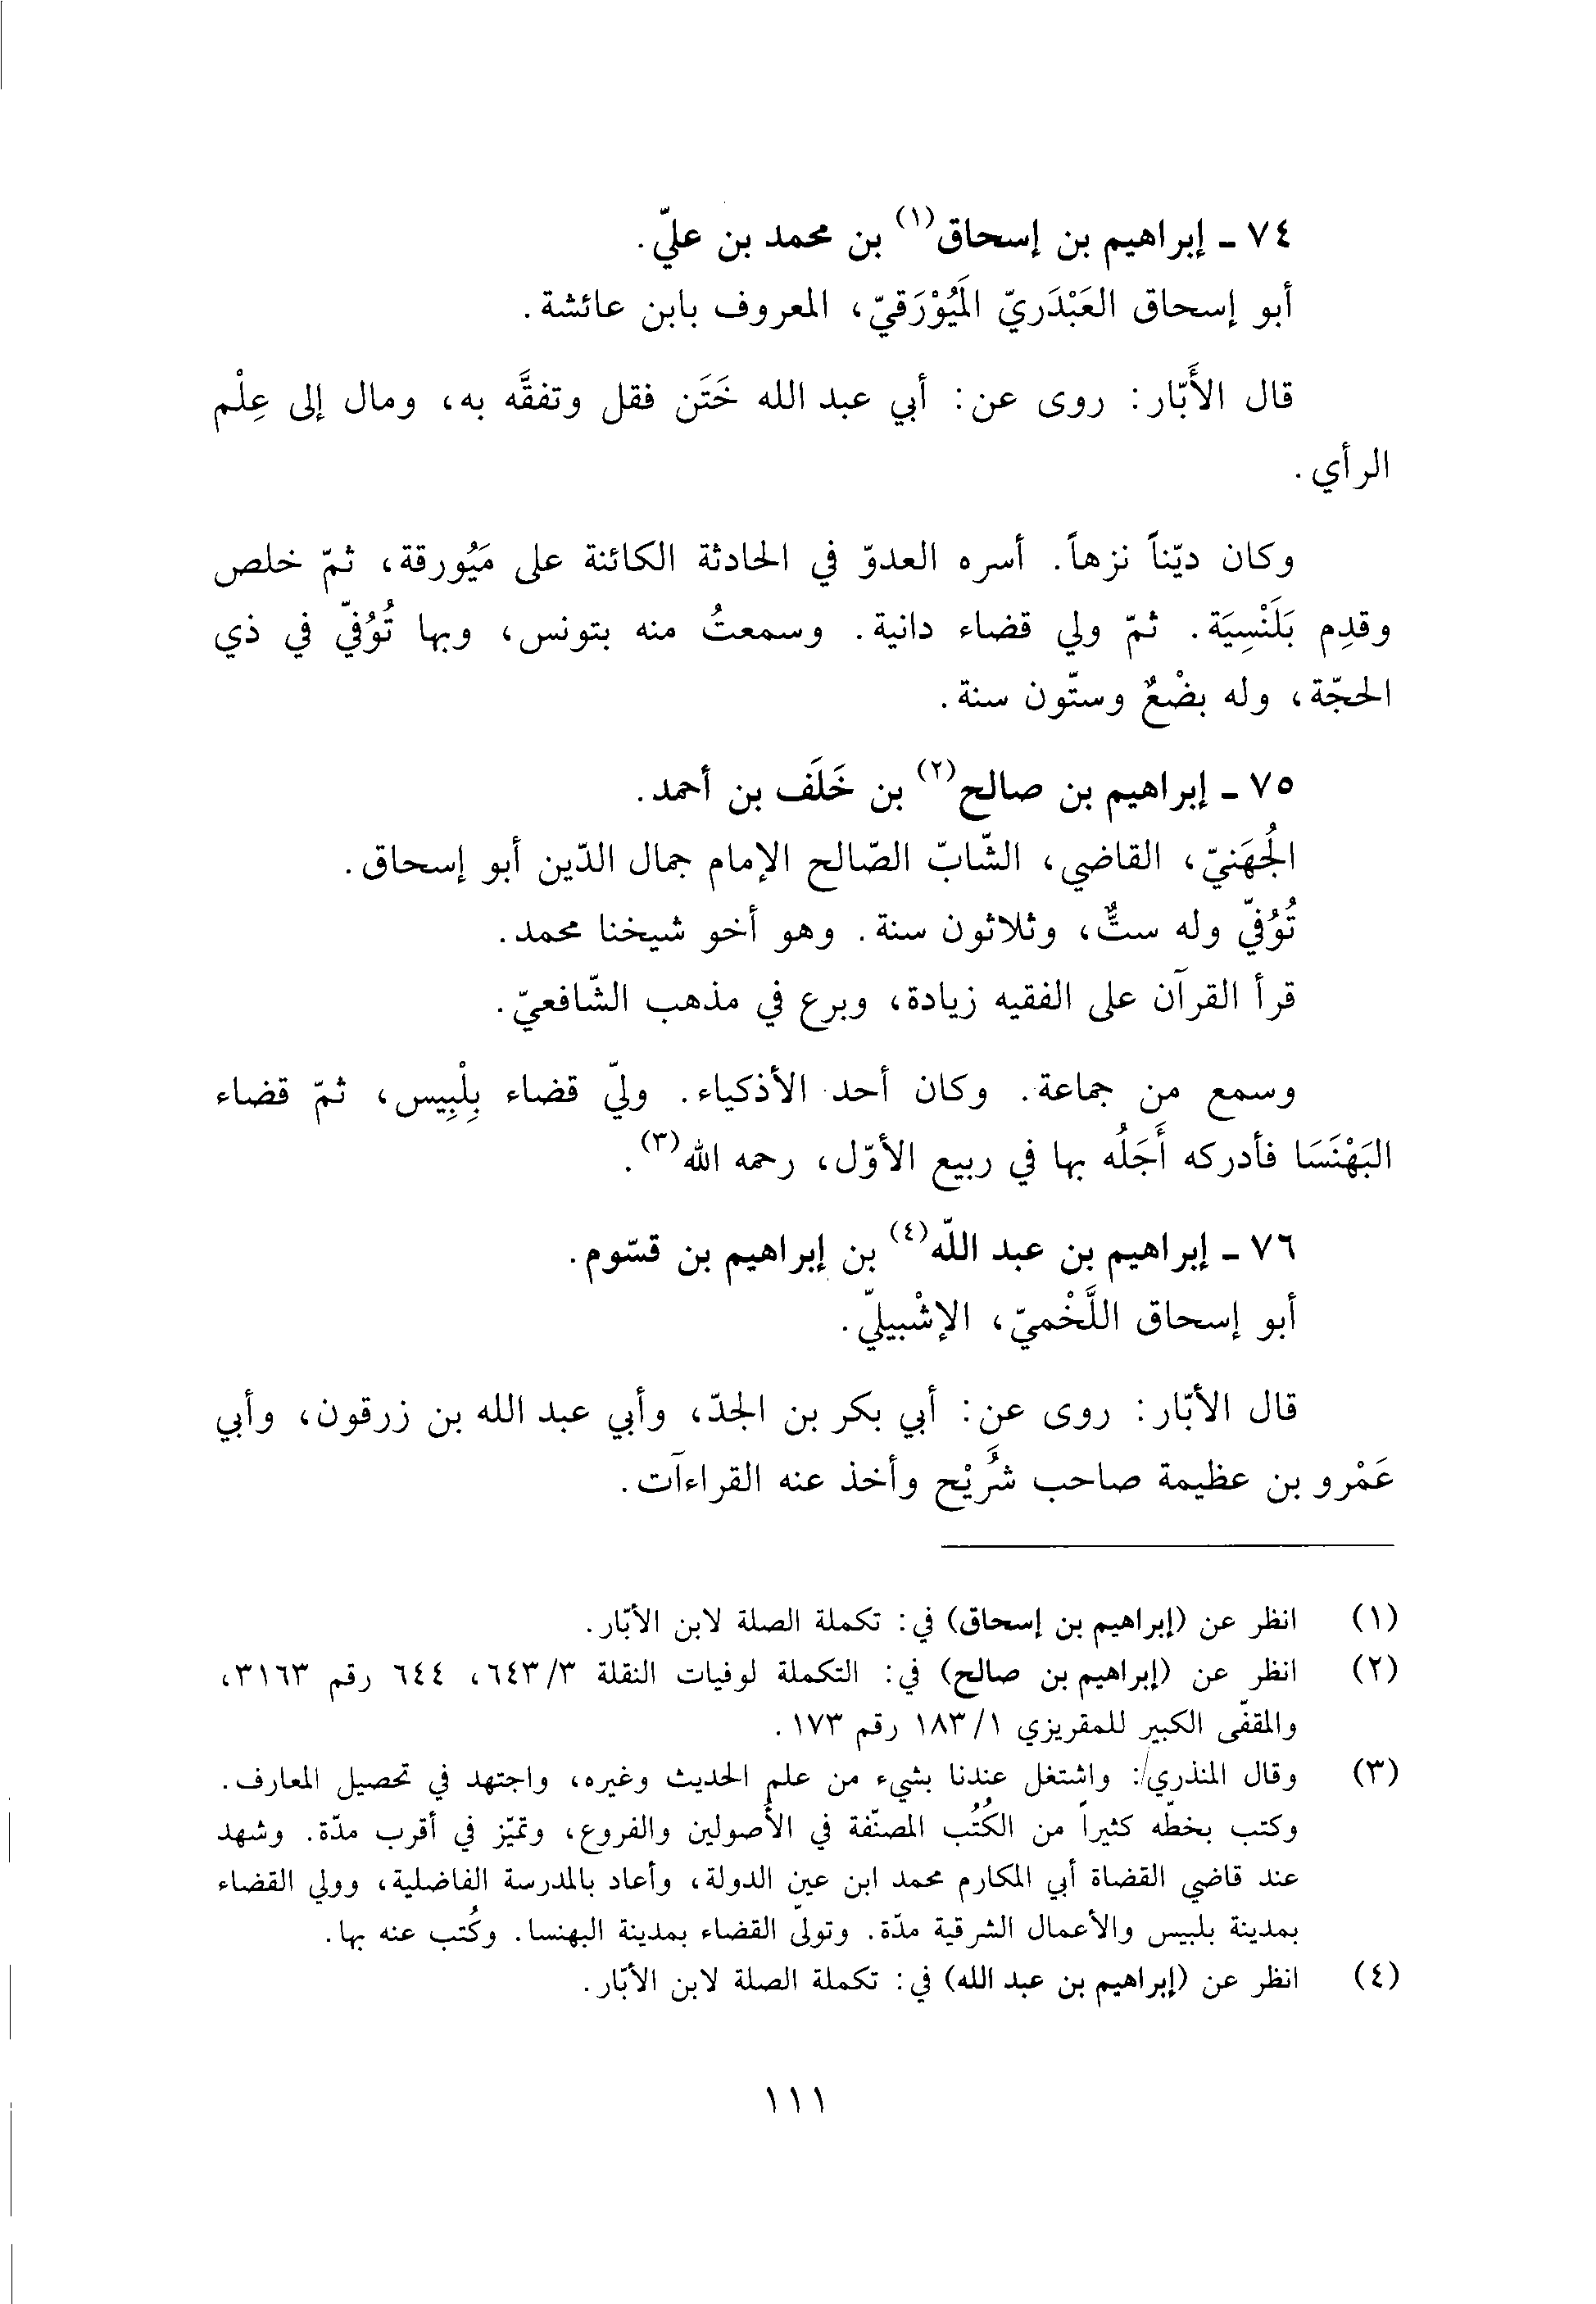 ٧٤ ـ إبراهيم بن إسحاق(١) بن محمد بن عليّ.
أبو إسحاق العَبْدَريّ المَيُوْرَقيّ، المعروف بابن عائشة.
قال الأَبّار: روى عن: أبي عبد الله خَتَن فقل وتفقَّه به، ومال إلى عِلْم
الرأي.
وكان ديّناً نزهاً. أسره العدوّ في الحادثة الكائنة على مَيُورقة، ثمّ خلص
وقدِم بَلَنْسِيَة. ثمّ ولي قضاء دانية. وسمعتُ منه بتونس، وبها تُوُفيّ في ذي
الحجّة، وله بضْعٌ وستّون سنة.
٧٥ ـ إبراهيم بن صالح(٢) بن خَلَف بن أحمد.
الجُهَنيّ، القاضي، الشّابّ الصّالح الإمام جمال الدّين أبو إسحاق.
تُوُفيّ وله ستٌّ، وثلاثون سنة. وهو أخو شيخنا محمد.
قرأ القرآن على الفقيه زيادة، وبرع في مذهب الشّافعيّ.
وسمع من جماعة. وكان أحد الأذكياء. وليّ قضاء بِلْبِيس، ثمّ قضاء
البَهْنَسَا فأدركه أَجَلُه بها في ربيع الأوّل، رحمه الله(٣).
٧٦ ـ إبراهيم بن عبد اللّه(٤) بن إبراهيم بن قسّوم.
أبو إسحاق اللَّخْميّ، الإشْبيليّ.
قال الأبّار: روى عن: أبي بكر بن الجدّ، وأبي عبد الله بن زرقون، وأبي
عَمْرو بن عظيمة صاحب شُرَيْح وأخذ عنه القراءآت.
(١) انظر عن (إبراهيم بن إسحاق) في: تكملة الصلة لابن الأبّار.
(٢) انظر عن (إبراهيم بن صالح) في: التكملة لوفيات النقلة ٦٤٣/٣، ٦٤٤ رقم ٣١٦٣،
والمقفّى الكبير للمقريزي ١٨٣/١ رقم ١٧٣.
(٣) وقال المنذري: واشتغل عندنا بشيء من علم الحديث وغيره، واجتهد في تحصيل المعارف.
وكتب بخطّه كثيراً من الكُتُب المصنّفة في الأُصولين والفروع، وتميّز في أقرب مدّة. وشهد
عند قاضي القضاة أبي المكارم محمد ابن عين الدولة، وأعاد بالمدرسة الفاضلية، وولي القضاء
بمدينة بلبيس والأعمال الشرقية مدّة. وتولّى القضاء بمدينة البهنسا. وكُتب عنه بها.
(٤) انظر عن (إبراهيم بن عبد الله) في: تكملة الصلة لابن الأبّار.
١١١